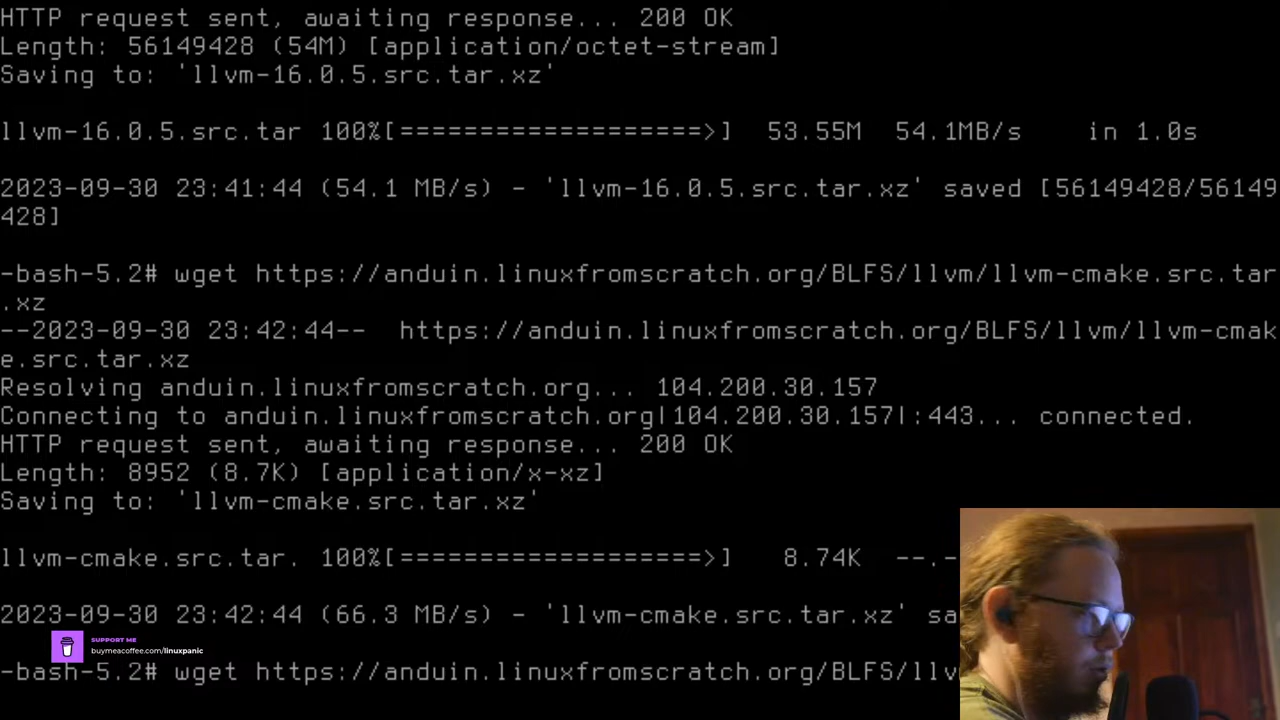 HTTP request sent, awaiting response... 200 OK
Length: 56149428 (54M) [application/octet-stream]
Saving to: 'llvm-16.0.5.src.tar.xz'
llvm-16.0.5.src.tar 100%[===================>] 53.55M 54.1MB/s in 1.0s
2023-09-30 23:41:44 (54.1 MB/s) - 'llvm-16.0.5.src.tar.xz' saved [56149428/56149
428]
-bash-5.2# wget https://anduin.linuxfromscratch.org/BLFS/llvm/llvm-cmake.src.tar
.xz
--2023-09-30 23:42:44-- https://anduin.linuxfromscratch.org/BLFS/llvm/llvm-cmak
e.src.tar.xz
Resolving anduin.linuxfromscratch.org... 104.200.30.157
Connecting to anduin.linuxfromscratch.org|104.200.30.157|:443... connected.
HTTP request sent, awaiting response... 200 OK
Length: 8952 (8.7K) [application/x-xz]
Saving to: 'llvm-cmake.src.tar.xz'
llvm-cmake.src.tar. 100%[===================>] 8.74K --.-
2023-09-30 23:42:44 (66.3 MB/s) - 'llvm-cmake.src.tar.xz' sa
SUPPORT ME
buymeacoffee.com/linuxpanic
-bash-5.2# wget https://anduin.linuxfromscratch.org/BLFS/llv